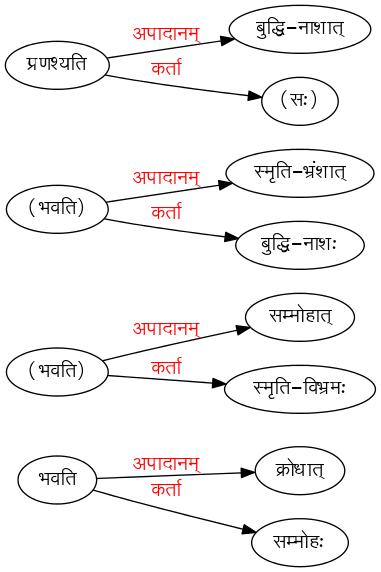 बुद्धि-नाशात्
अपादानम्
प्रणश्यति
कर्ता
(सः)
स्मृति-भ्रंशात्
अपादानम्
(भवति)
कर्ता
बुद्धि-नाशः
सम्मोहात्
अपादानम्
(भवति)
कर्ता
स्मृति-विभ्रमः
क्रोधात्
अपादानम्
भवति
कर्ता
सम्मोहः